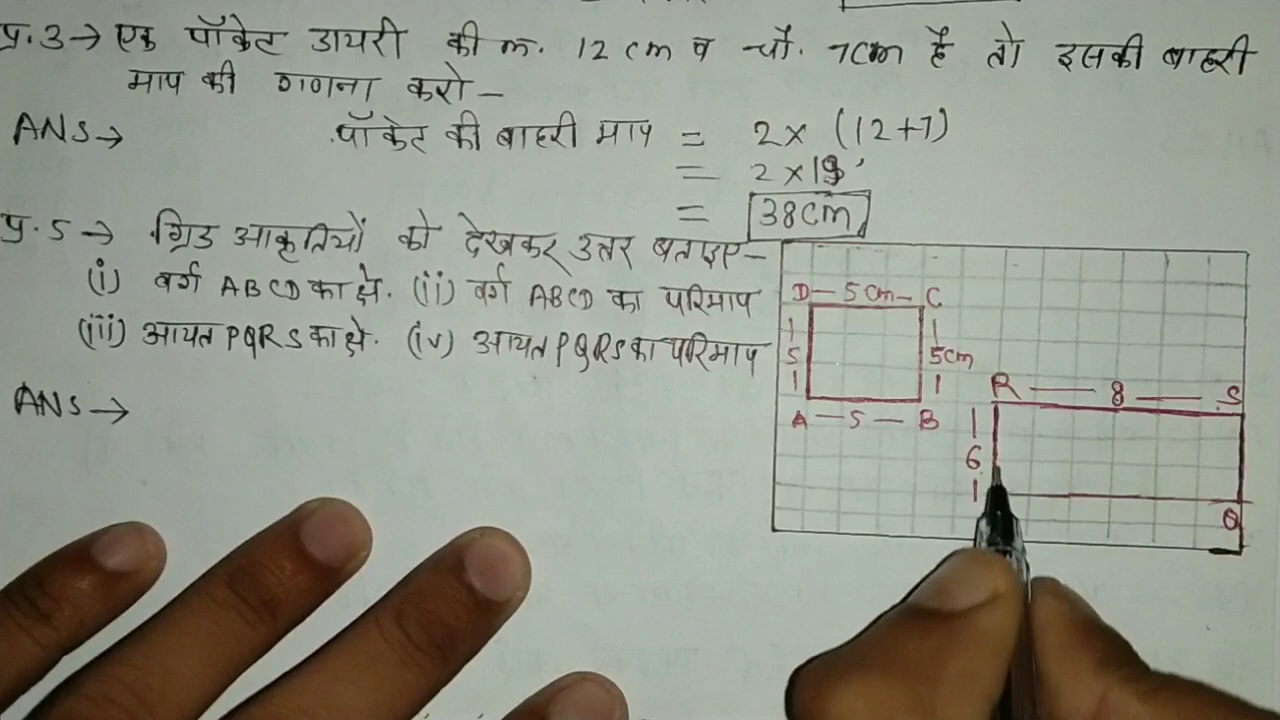 प्र.3→ एक पॉकेट डायरी की ल. 12 cm व चौ. 7cm है तो इसकी बाहरी
माप की गणना करो –
ANS→ पॉकेट की बाहरी माप = 2× (12+7)
= 2×19
= 38cm
प्र.5→ ग्रिड आकृतियों को देखकर उत्तर बताइए–
(i) वर्ग ABCD का क्षे. (ii) वर्ग ABCD का परिमाप
(iii) आयत PQRS का क्षे. (iv) आयत PQRS का परिमाप
ANS→
D – 5cm – C
5
5cm
A – 5 – B
R — 8 — S
6
Q